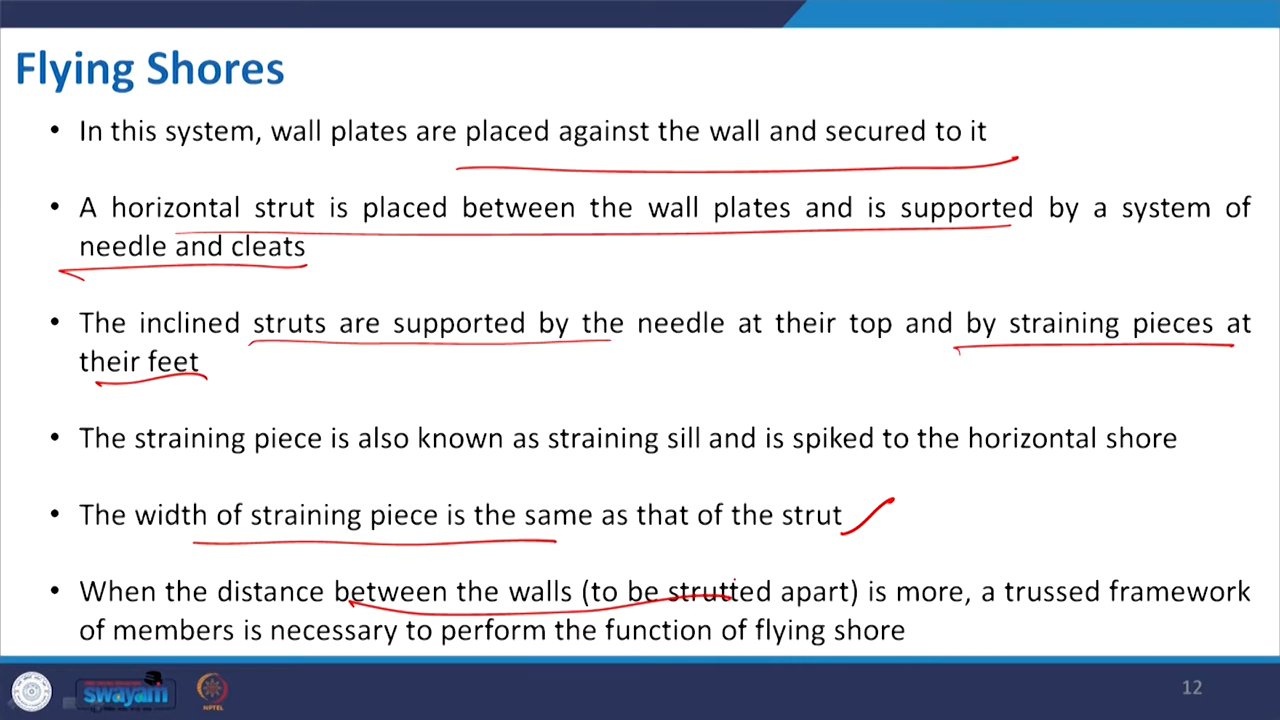 Flying Shores
• In this system, wall plates are placed against the wall and secured to it
• A horizontal strut is placed between the wall plates and is supported by a system of
needle and cleats
• The inclined struts are supported by the needle at their top and by straining pieces at
their feet
• The straining piece is also known as straining sill and is spiked to the horizontal shore
• The width of straining piece is the same as that of the strut
• When the distance between the walls (to be strutted apart) is more, a trussed framework
of members is necessary to perform the function of flying shore
swayam
NPTEL
12